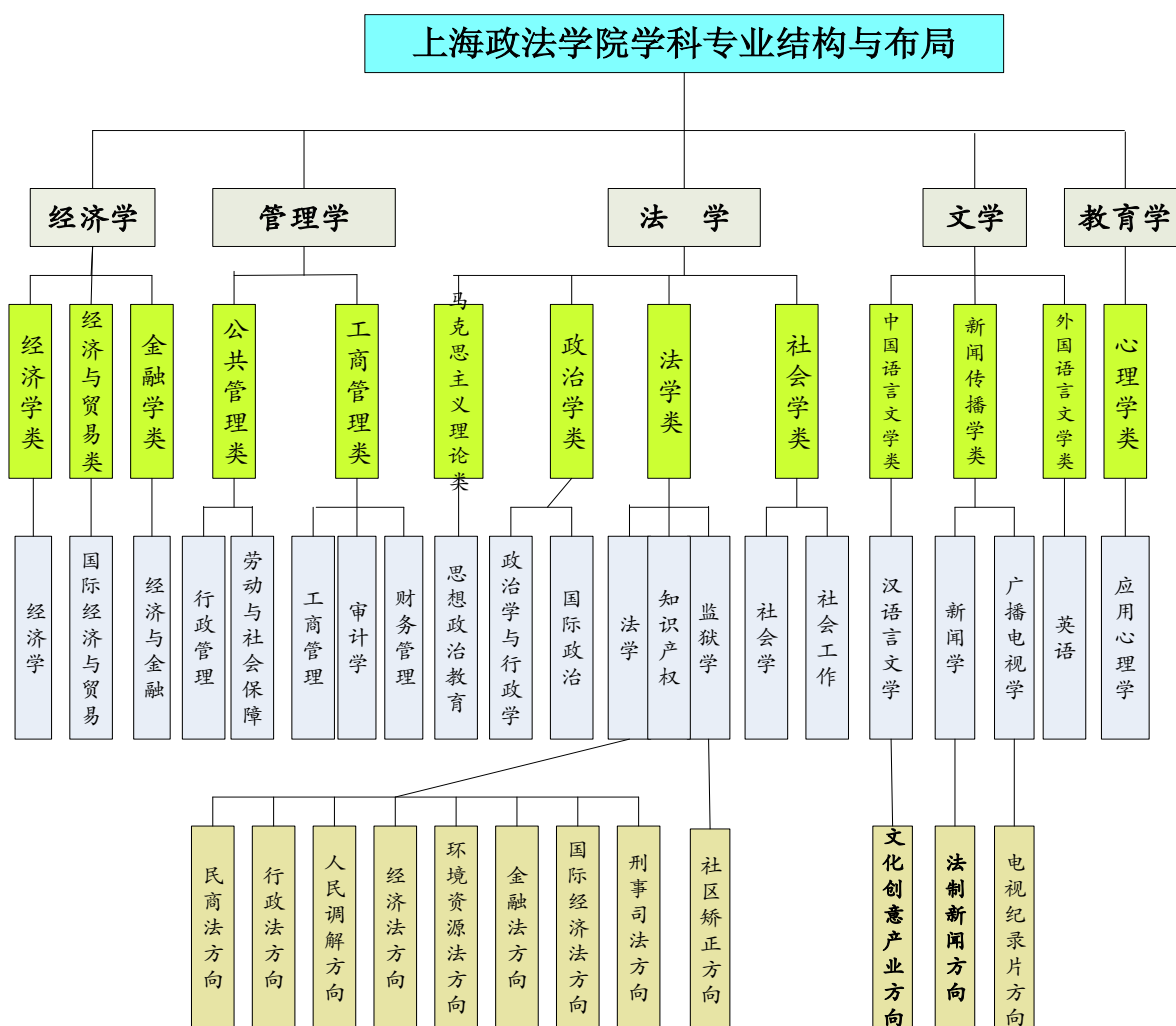 上海政法学院学科专业结构与布局
经济学
管理学
法 学
文学
教育学
经济学类
经济与贸易类
金融学类
公共管理类
工商管理类
马克思主义理论类
政治学类
法学类
社会学类
中国语言文学类
新闻传播学类
外国语言文学类
心理学类
经济学
国际经济与贸易
经济与金融
行政管理
劳动与社会保障
工商管理
审计学
财务管理
思想政治教育
政治学与行政学
国际政治
法学
知识产权
监狱学
社会学
社会工作
汉语言文学
新闻学
广播电视学
英语
应用心理学
民商法方向
行政法方向
人民调解方向
经济法方向
环境资源法方向
金融法方向
国际经济法方向
刑事司法方向
社区矫正方向
文化创意产业方向
法制新闻方向
电视纪录片方向